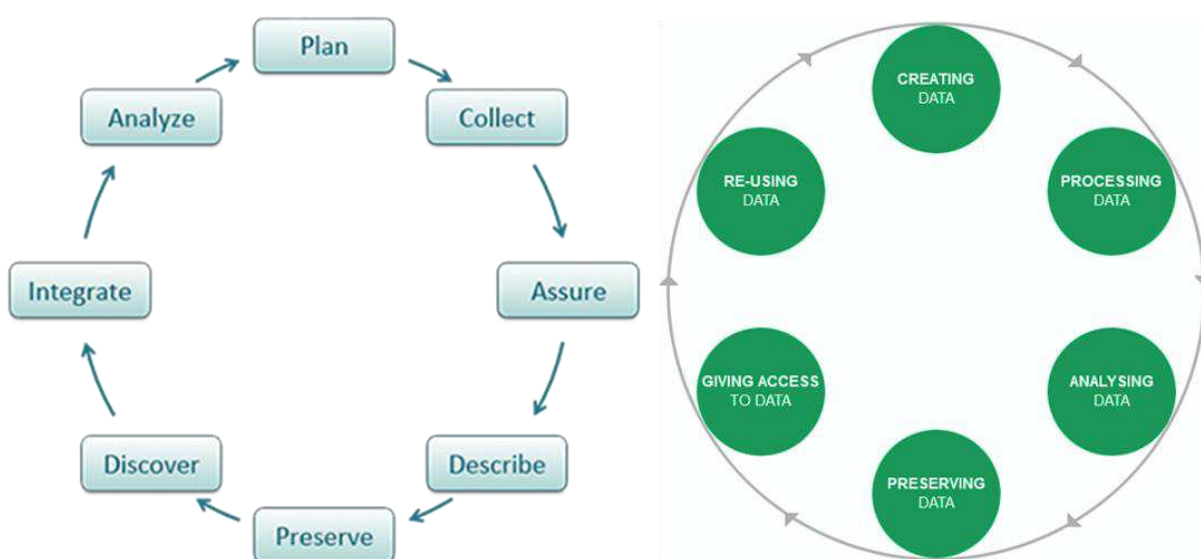 Plan
Collect
Assure
Describe
Preserve
Discover
Integrate
Analyze
CREATING
DATA
PROCESSING
DATA
ANALYSING
DATA
PRESERVING
DATA
GIVING ACCESS
TO DATA
RE-USING
DATA